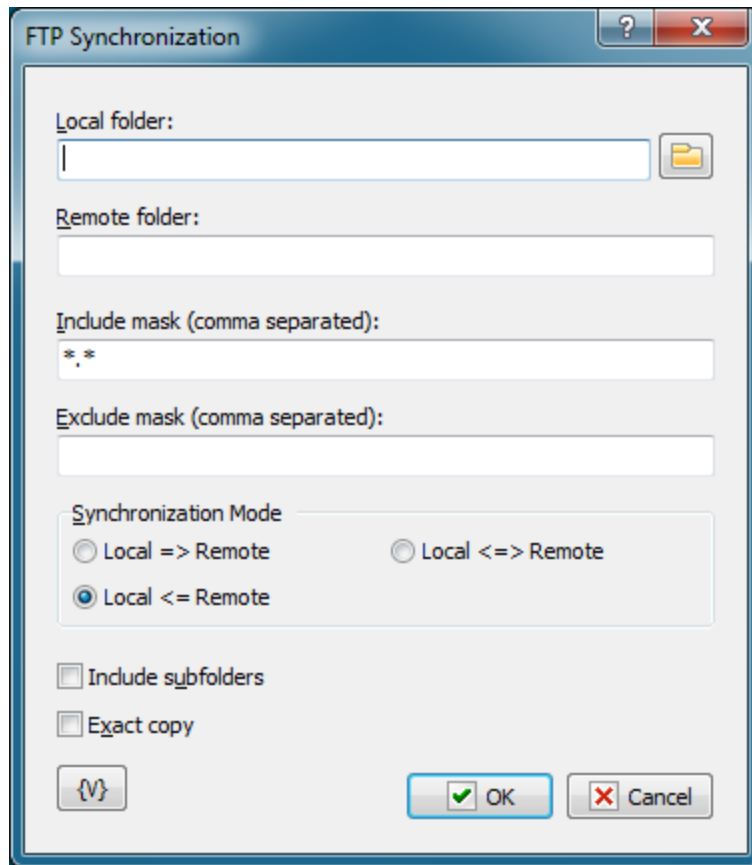 FTP Synchronization
?
Local folder:
Remote folder:
Include mask (comma separated):
*.*
Exclude mask (comma separated):
Synchronization Mode
Local => Remote
Local <=> Remote
Local <= Remote
Include subfolders
Exact copy
{V}
OK
Cancel